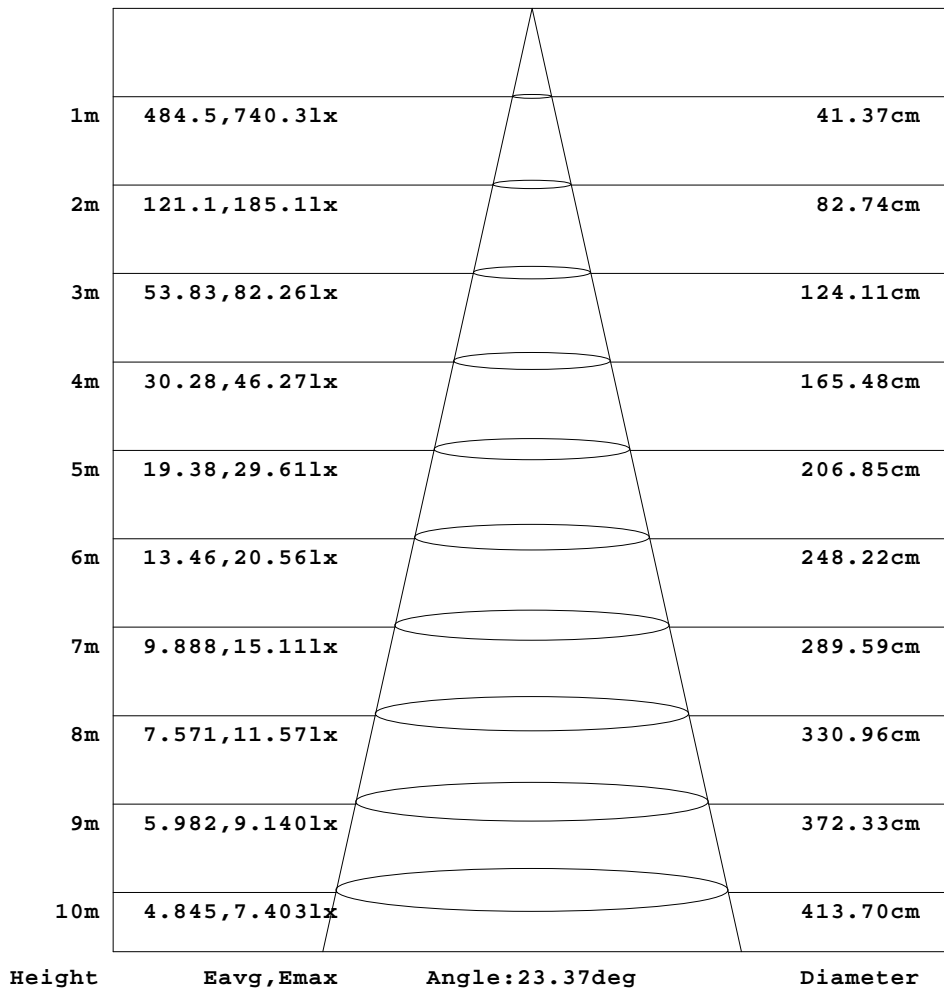 1m 484.5,740.3lx 41.37cm
2m 121.1,185.1lx 82.74cm
3m 53.83,82.26lx 124.11cm
4m 30.28,46.27lx 165.48cm
5m 19.38,29.61lx 206.85cm
6m 13.46,20.56lx 248.22cm
7m 9.888,15.11lx 289.59cm
8m 7.571,11.57lx 330.96cm
9m 5.982,9.140lx 372.33cm
10m 4.845,7.403lx 413.70cm
Height Eavg,Emax Angle:23.37deg Diameter